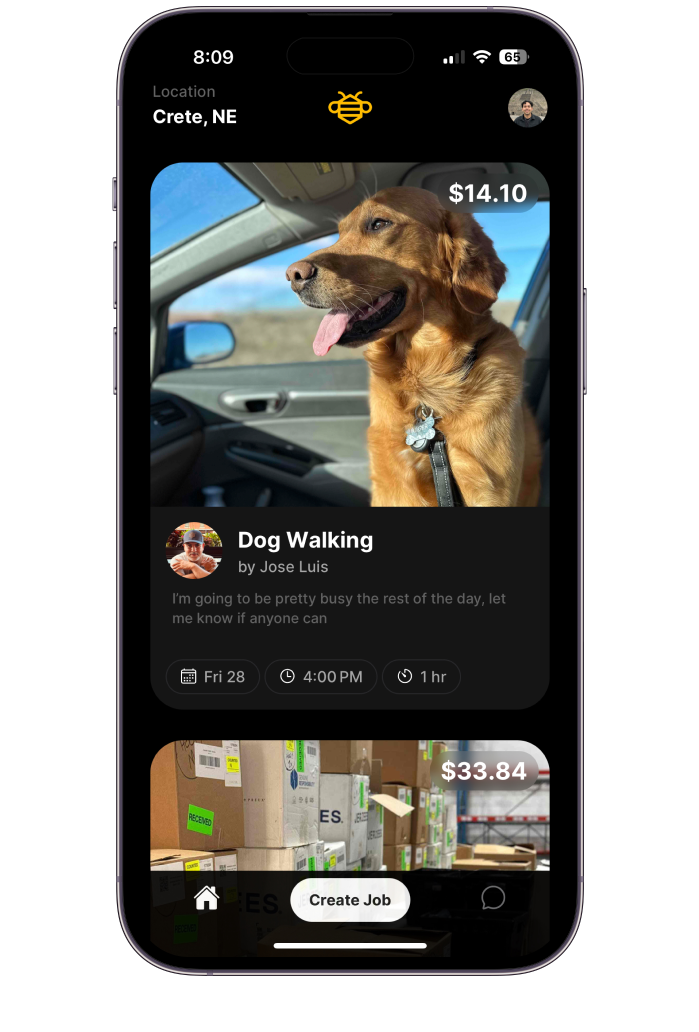 8:09
65
Location
Crete, NE
$14.10
Dog Walking
by Jose Luis
I'm going to be pretty busy the rest of the day, let
me know if anyone can
Fri 28
4:00 PM
1 hr
$33.84
RECEIVED
ES.
Create Job